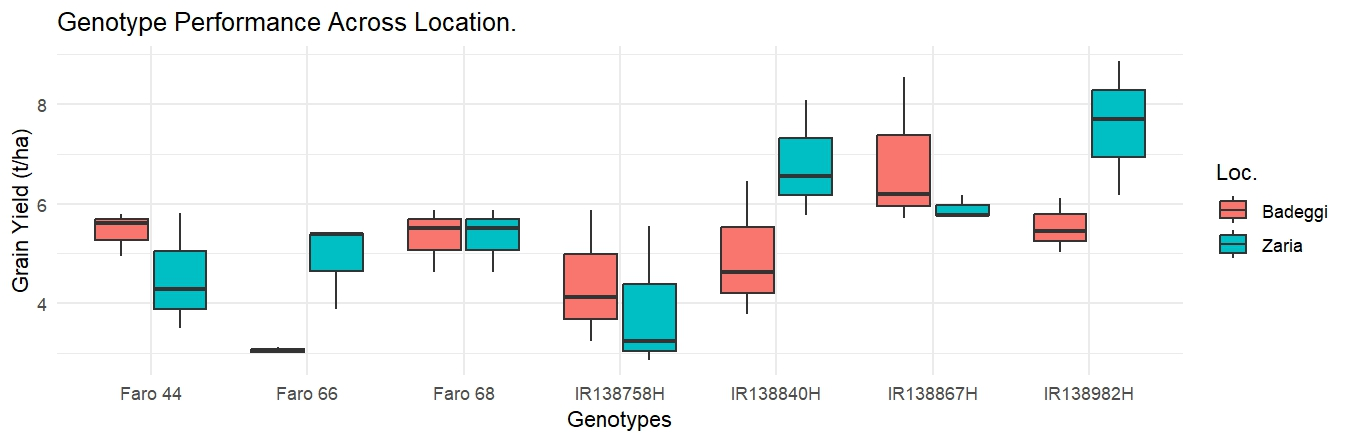 Genotype Performance Across Location.
Grain Yield (t/ha)
8
6
4
Faro 44 Faro 66 Faro 68 IR138758H IR138840H IR138867H IR138982H
Genotypes
Loc.
Badeggi
Zaria